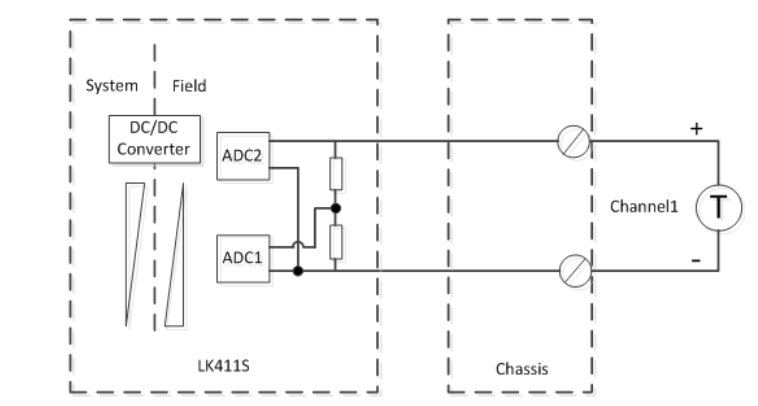 System
Field
DC/DC
Converter
ADC2
+
Channel1
T
ADC1
-
LK411S
Chassis